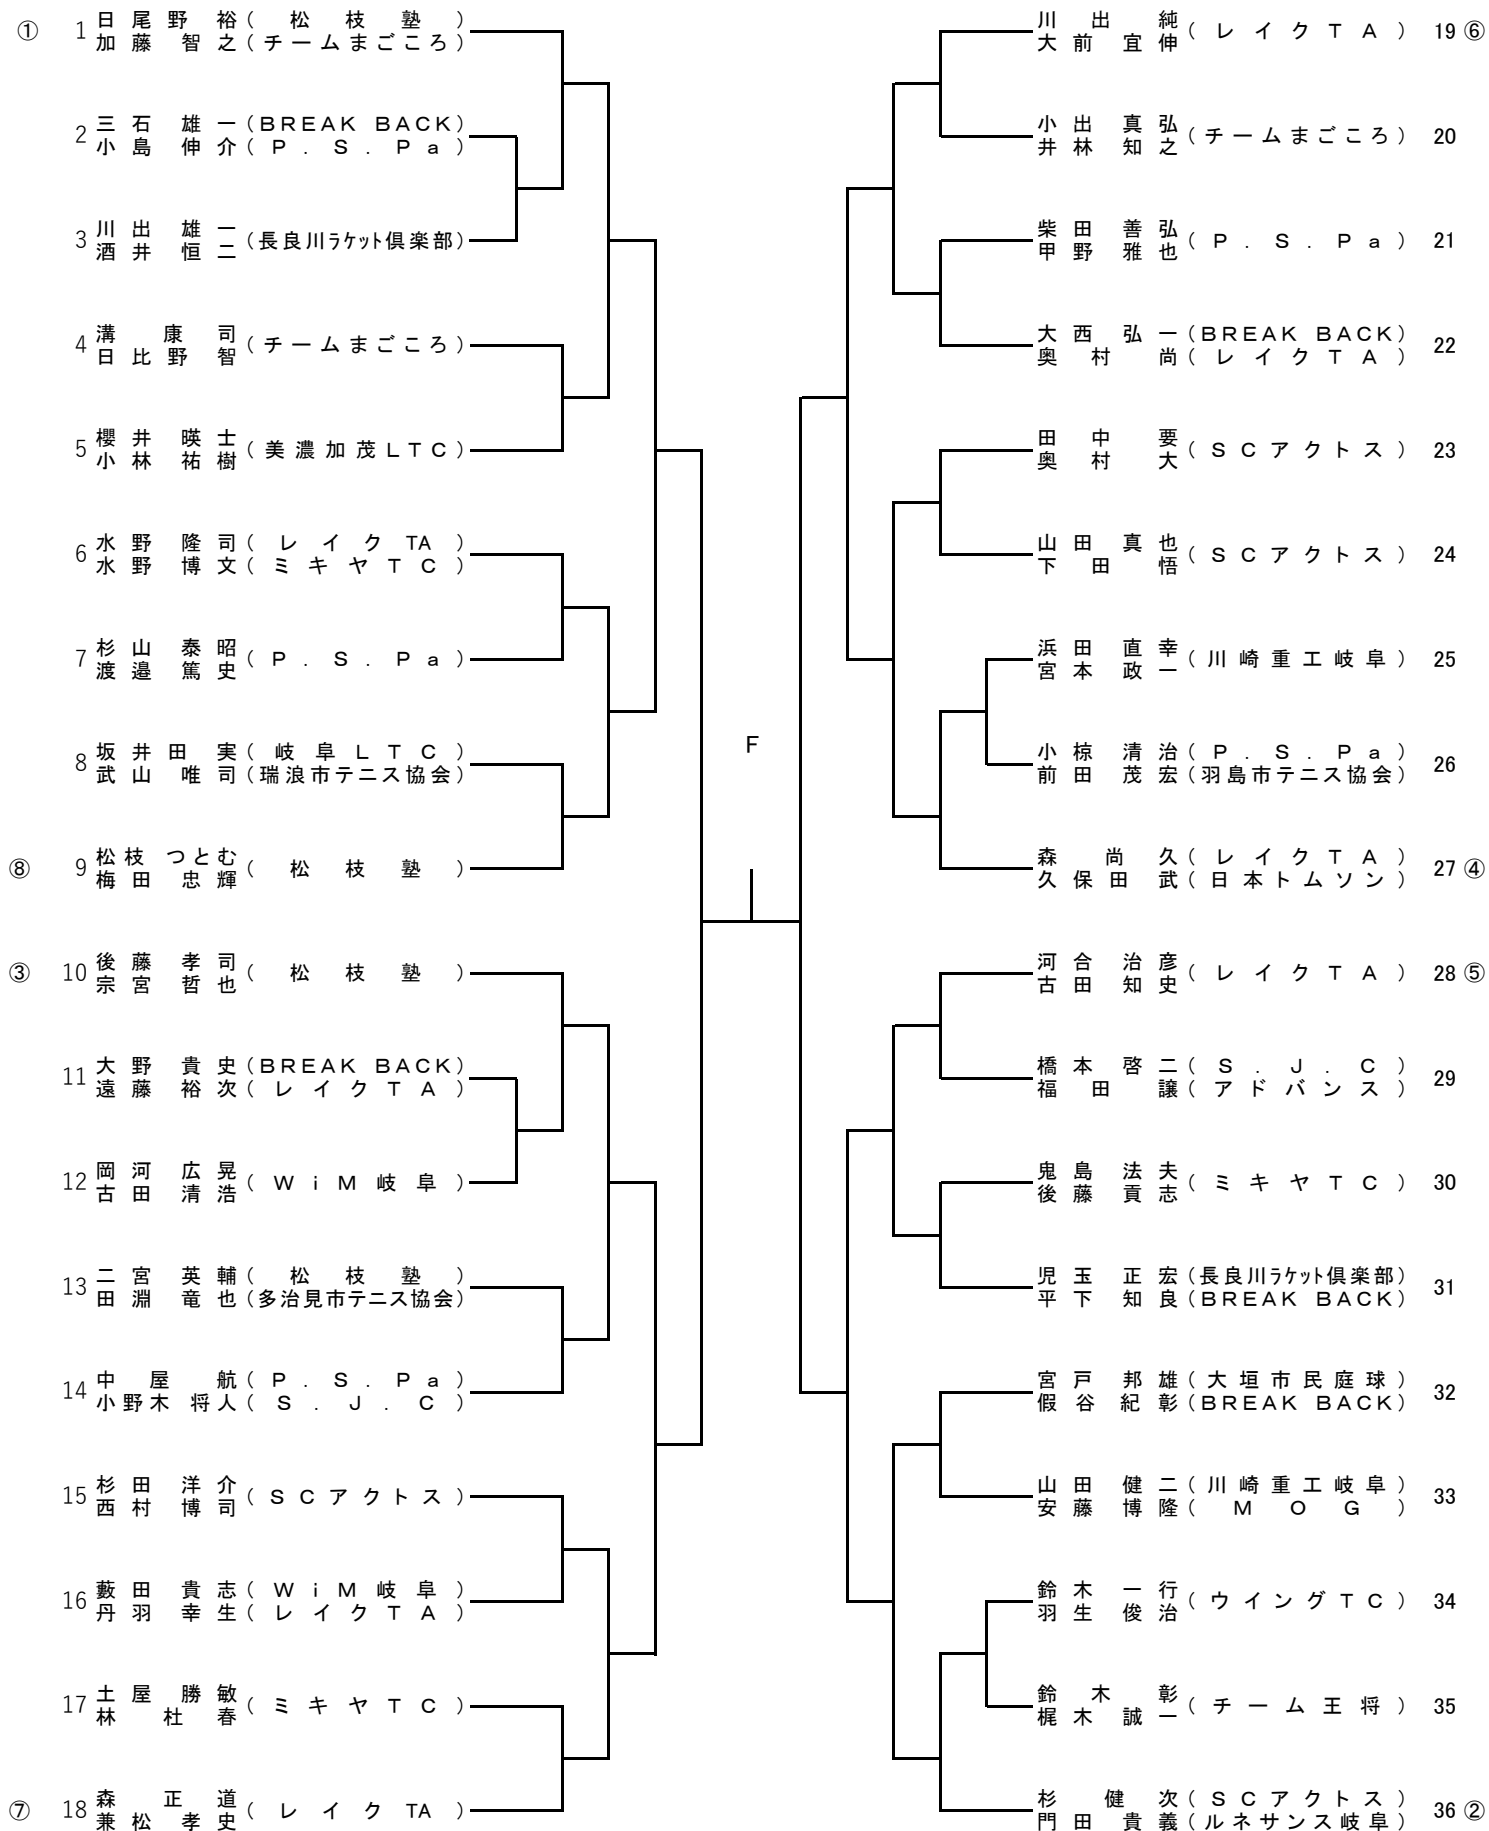 ① 1 日尾野裕(松枝塾)
加藤智之(チームまごころ)
2 三石雄一(BREAK BACK)
小島伸介(P.S.Pa)
3 川出雄一(長良川ラケット倶楽部)
酒井恒二
4 溝康司(チームまごころ)
日比野智
5 櫻井暎士(美濃加茂LTC)
小林祐樹
6 水野隆司(レイクTA)
水野博文(ミキヤTC)
7 杉山泰昭(P.S.Pa)
渡邉篤史
8 坂井田実(岐阜LTC)
武山唯司(瑞浪市テニス協会)
⑧ 9 松枝つとむ(松枝塾)
梅田忠輝
③ 10 後藤孝司(松枝塾)
宗宮哲也
11 大野貴史(BREAK BACK)
遠藤裕次(レイクTA)
12 岡河広晃(WiM岐阜)
古田清浩
13 二宮英輔(松枝塾)
田淵竜也(多治見市テニス協会)
14 中屋航(P.S.Pa)
小野木将人(S.J.C)
15 杉田洋介(SCアクトス)
西村博司
16 藪田貴志(WiM岐阜)
丹羽幸生(レイクTA)
17 土屋勝敏(ミキヤTC)
林杜春
⑦ 18 森正道(レイクTA)
兼松孝史
F
川出純(レイクTA) 19 ⑥
大前宜伸
小出真弘(チームまごころ) 20
井林知之
柴田善弘(P.S.Pa) 21
甲野雅也
大西弘一(BREAK BACK) 22
奥村尚(レイクTA)
田中要(SCアクトス) 23
奥村大
山田真也(SCアクトス) 24
下田悟
浜田直幸(川崎重工岐阜) 25
宮本政一
小椋清治(P.S.Pa) 26
前田茂宏(羽島市テニス協会)
森尚久(レイクTA) 27 ④
久保田武(日本トムソン)
河合治彦(レイクTA) 28 ⑤
古田知史
橋本啓二(S.J.C) 29
福田譲(アドバンス)
鬼島法夫(ミキヤTC) 30
後藤貢志
児玉正宏(長良川ラケット倶楽部) 31
平下知良(BREAK BACK)
宮戸邦雄(大垣市民庭球) 32
假谷紀彰(BREAK BACK)
山田健二(川崎重工岐阜) 33
安藤博隆(MOG)
鈴木一行(ウイングTC) 34
羽生俊治
鈴木彰(チーム王将) 35
梶木誠一
杉健次(SCアクトス) 36 ②
門田貴義(ルネサンス岐阜)